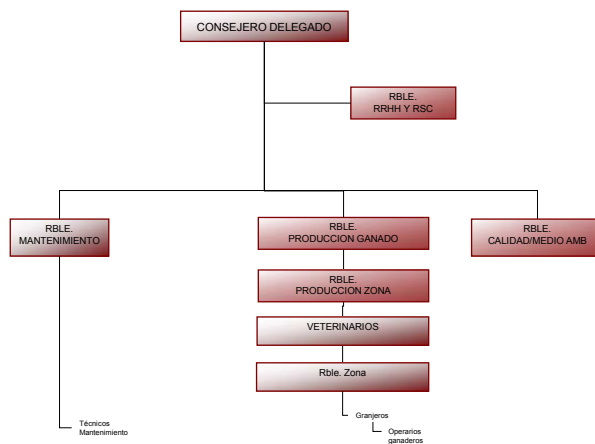 CONSEJERO DELEGADO
RBLE.
RRHH Y RSC
RBLE.
MANTENIMIENTO
RBLE.
PRODUCCION GANADO
RBLE.
CALIDAD/MEDIO AMB
RBLE.
PRODUCCION ZONA
VETERINARIOS
Rble. Zona
Granjeros
Técnicos
Mantenimiento
Operarios
ganaderos